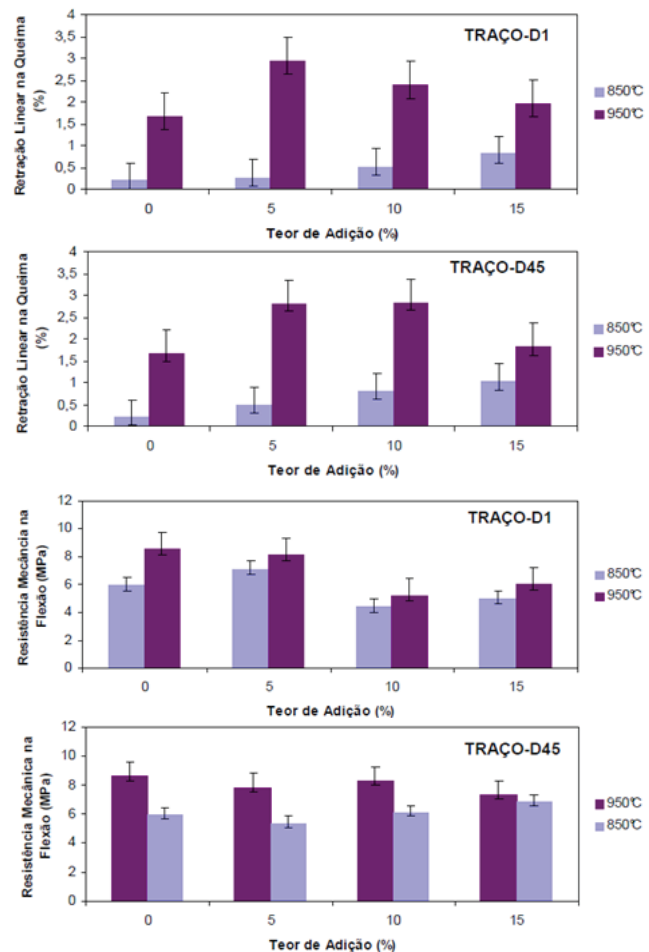 TRAÇO-D1
Retração Linear na Queima
(%)
4
3,5
3
2,5
2
1,5
1
0,5
0
0 5 10 15
Teor de Adição (%)
850°C
950°C
TRAÇO-D45
Retração Linear na Queima
(%)
4
3,5
3
2,5
2
1,5
1
0,5
0
0 5 10 15
Teor de Adição (%)
850°C
950°C
TRAÇO-D1
Resistência Mecância na
Flexão (MPa)
12
10
8
6
4
2
0
0 5 10 15
Teor de Adição (%)
850°C
950°C
TRAÇO-D45
Resistência Mecânica na
Flexão (MPa)
12
10
8
6
4
2
0
0 5 10 15
Teor de Adição (%)
950°C
850°C